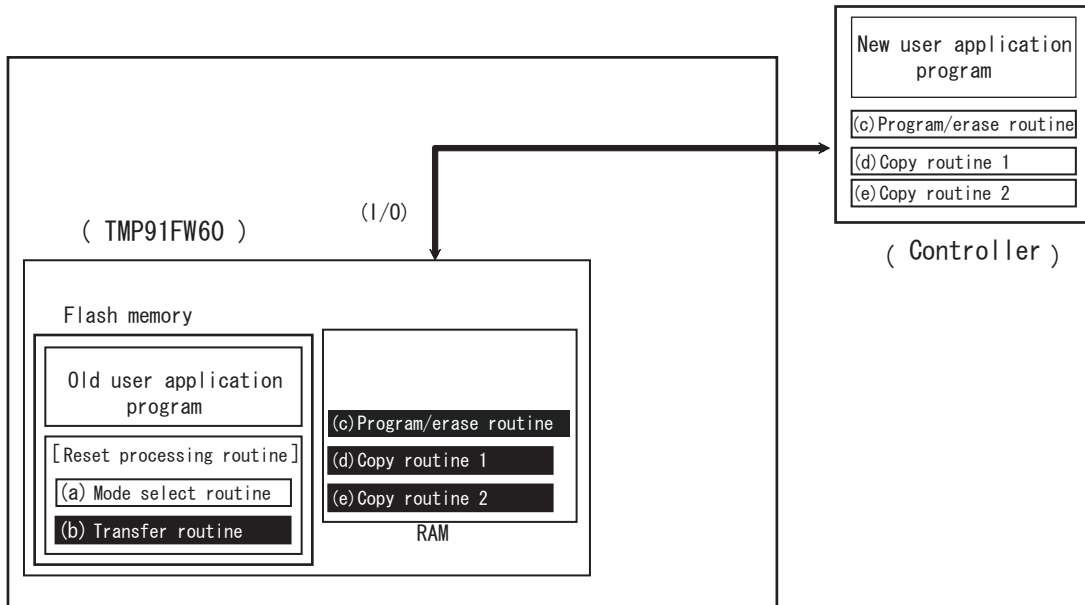 New user application
program
(c)Program/erase routine
(d)Copy routine 1
(e)Copy routine 2
( Controller )
(I/O)
( TMP91FW60 )
Flash memory
Old user application
program
[Reset processing routine]
(a) Mode select routine
(b) Transfer routine
(c)Program/erase routine
(d)Copy routine 1
(e)Copy routine 2
RAM